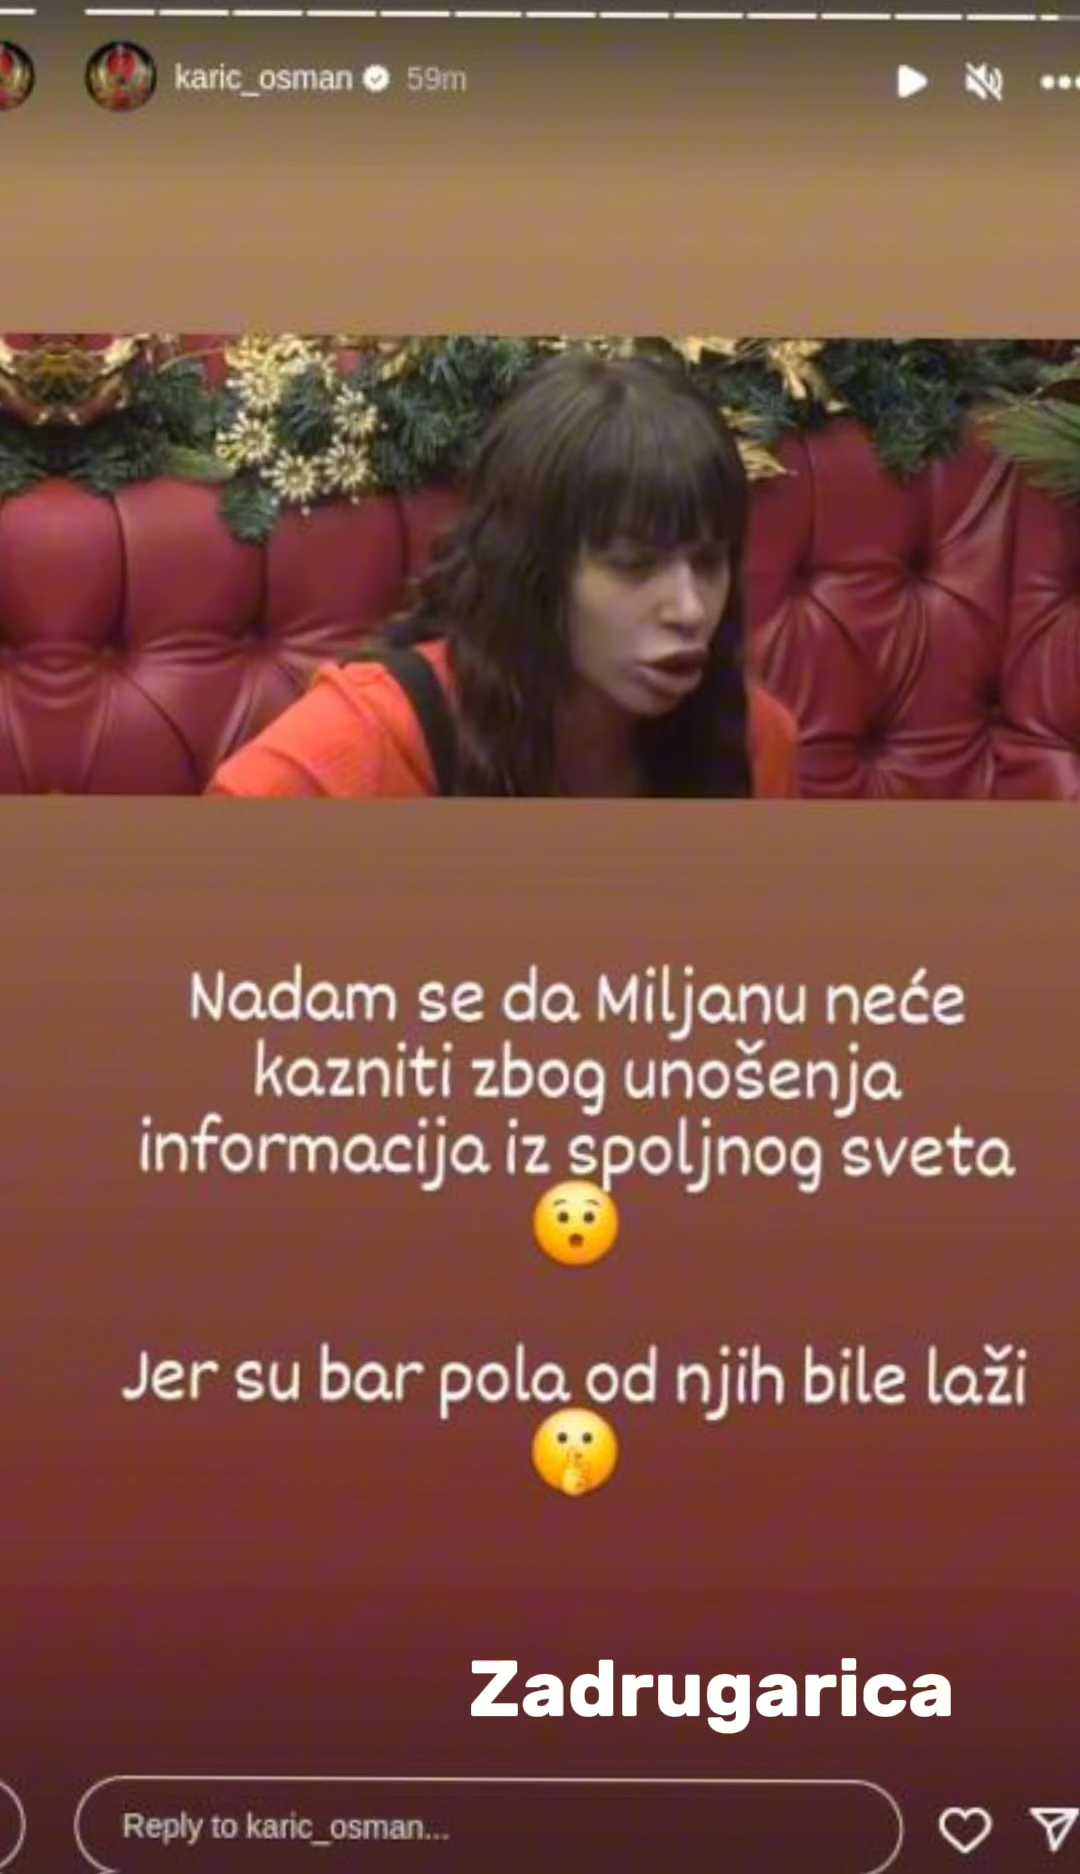 karic_osman 59m
Nadam se da Miljanu neće
kazniti zbog unošenja
informacija iz spoljnog sveta
😯
Jer su bar pola od njih bile laži
🤫
Zadrugarica
Reply to karic_osman...